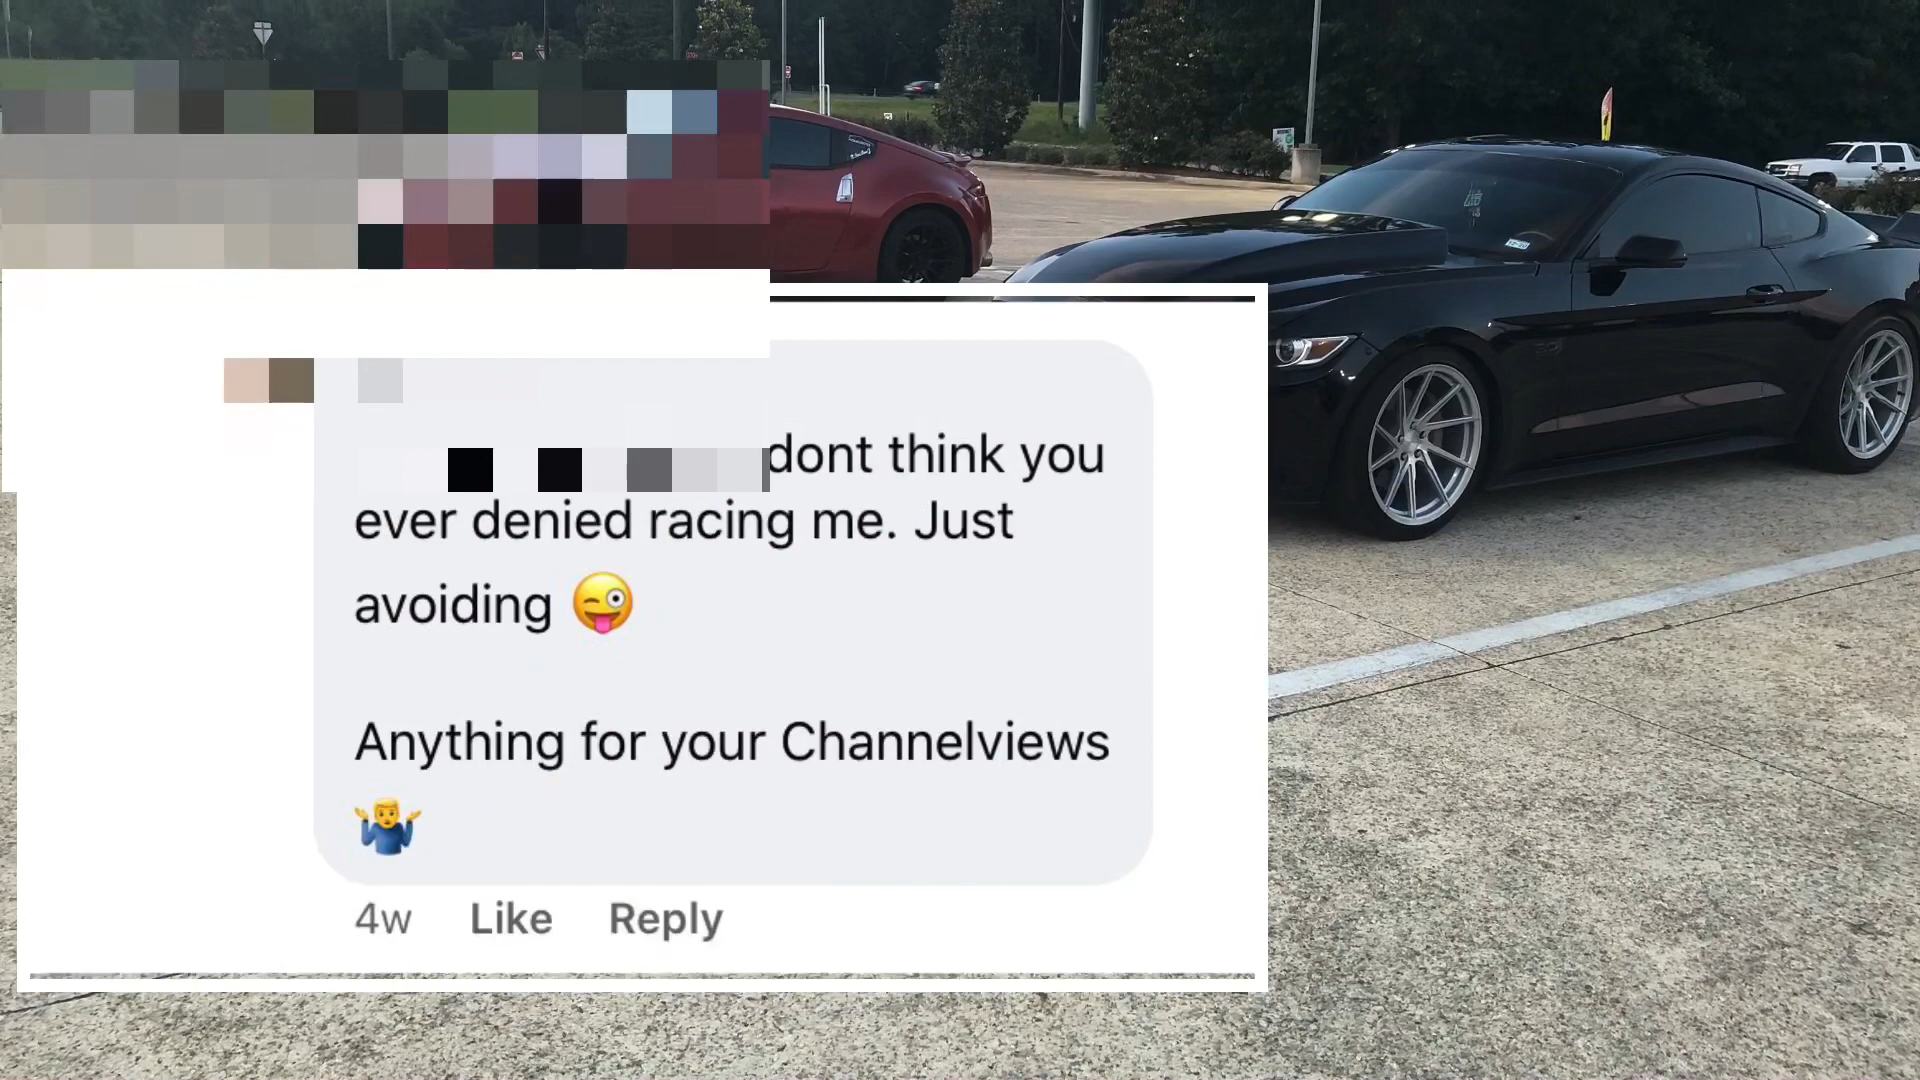 dont think you
ever denied racing me. Just
avoiding 😜
Anything for your Channelviews
🤷‍♂️
4w Like Reply